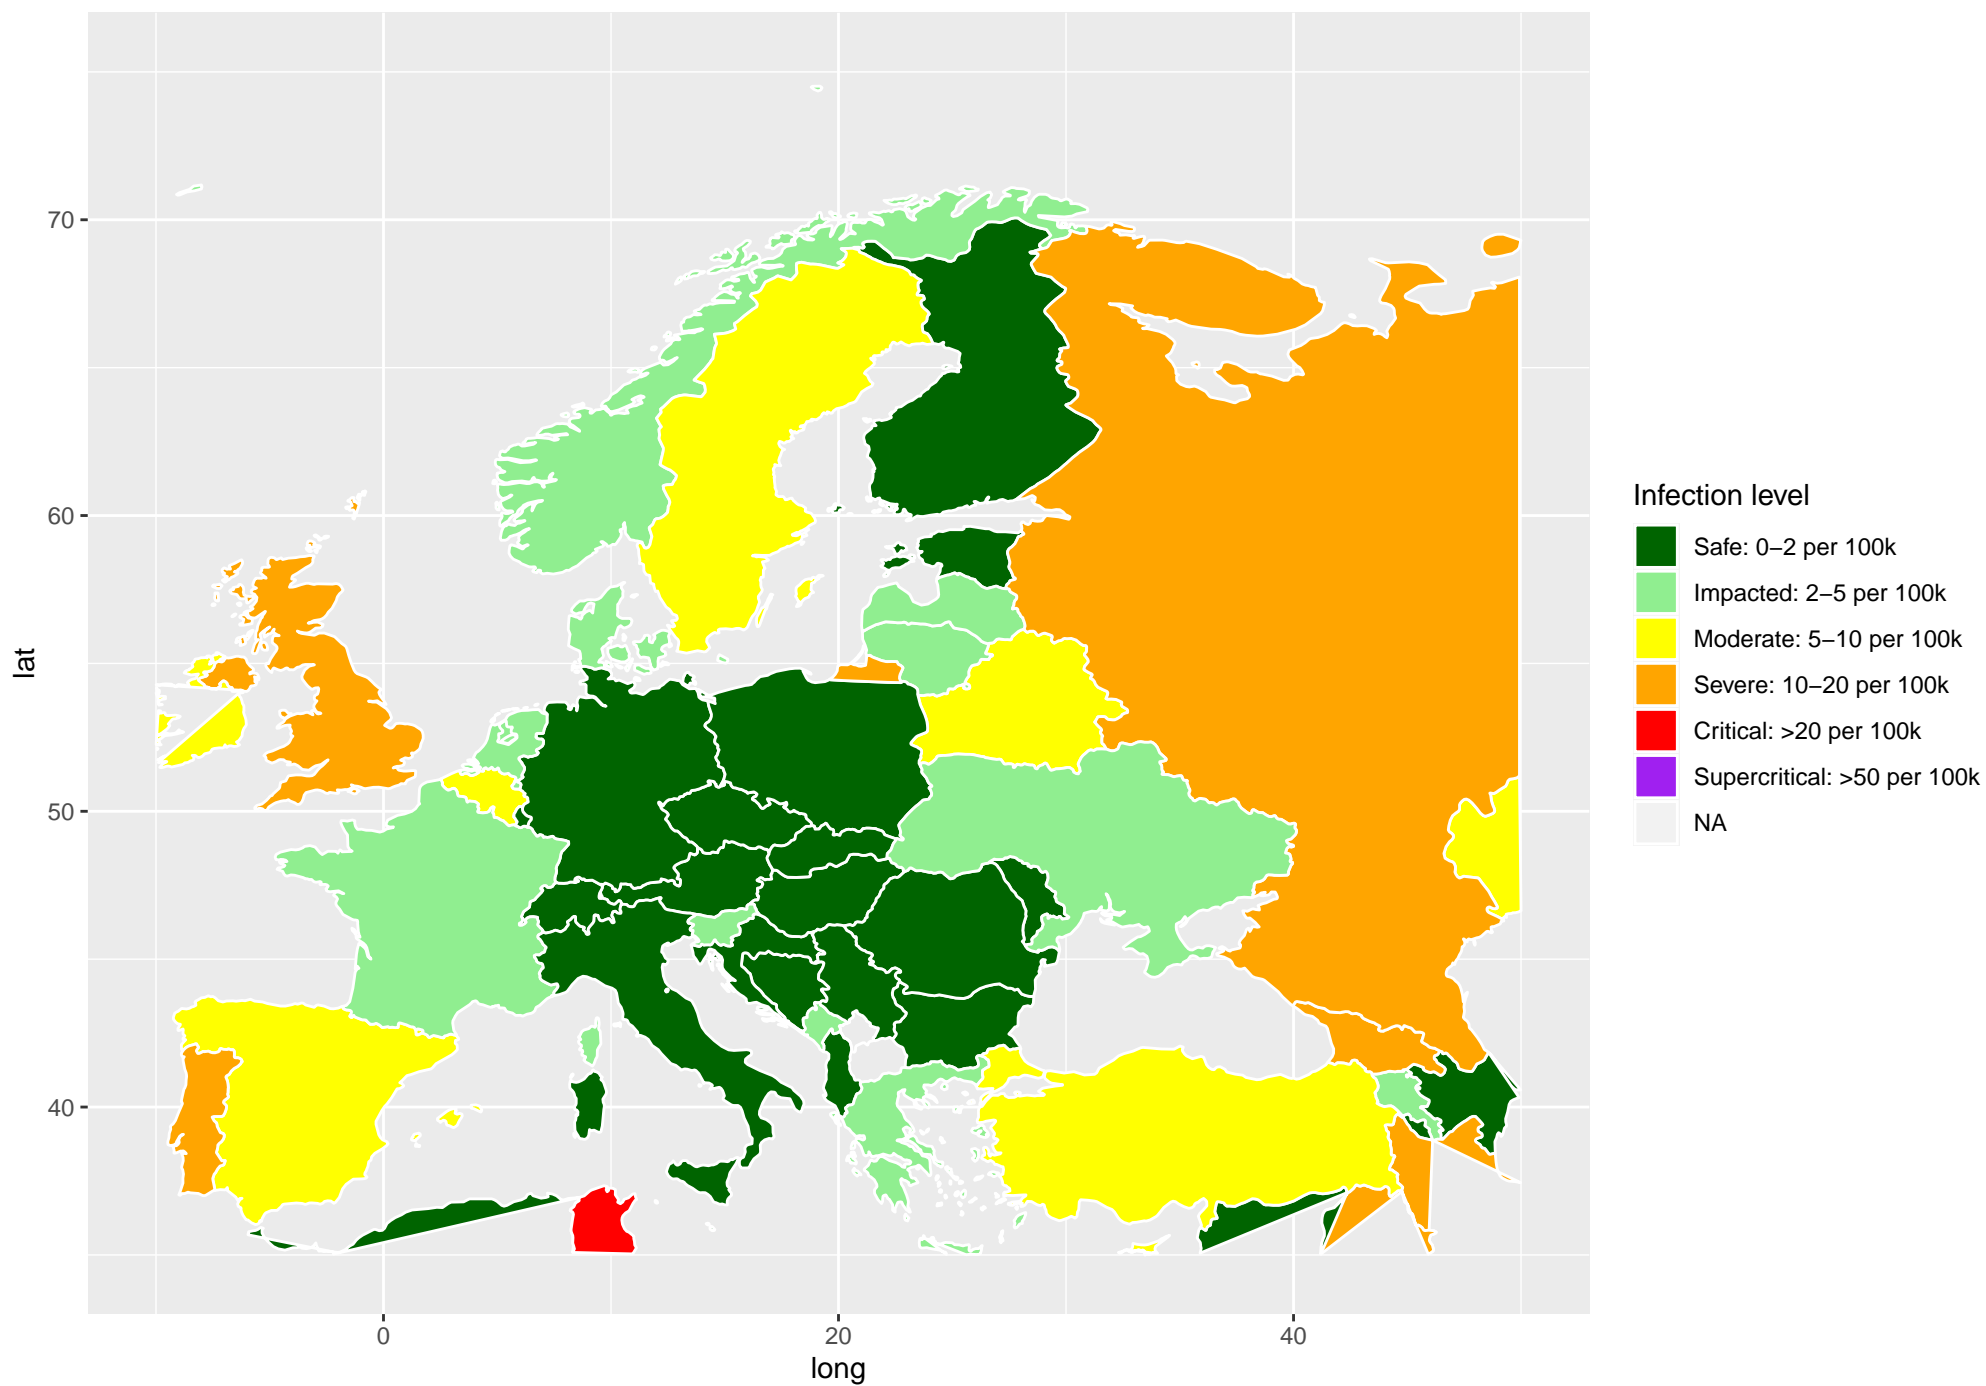 70
60
50
40
lat
0
20
40
long
Infection level
Safe: 0−2 per 100k
Impacted: 2−5 per 100k
Moderate: 5−10 per 100k
Severe: 10−20 per 100k
Critical: >20 per 100k
Supercritical: >50 per 100k
NA